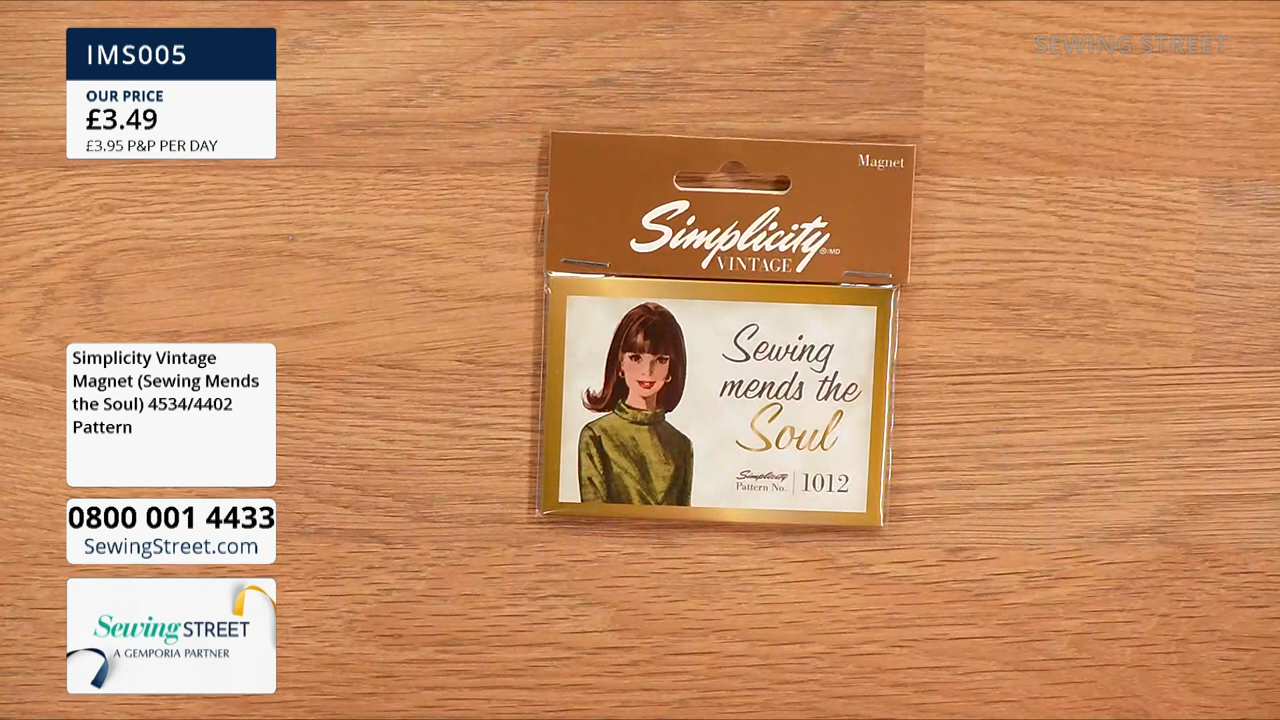 IMS005
OUR PRICE
£3.49
£3.95 P&P PER DAY
SEWING STREET
Magnet
Simplicity ®/MD
VINTAGE
Sewing
mends the
Soul
Simplicity
Pattern No. 1012
Simplicity Vintage
Magnet (Sewing Mends
the Soul) 4534/4402
Pattern
0800 001 4433
SewingStreet.com
Sewing STREET
A GEMPORIA PARTNER